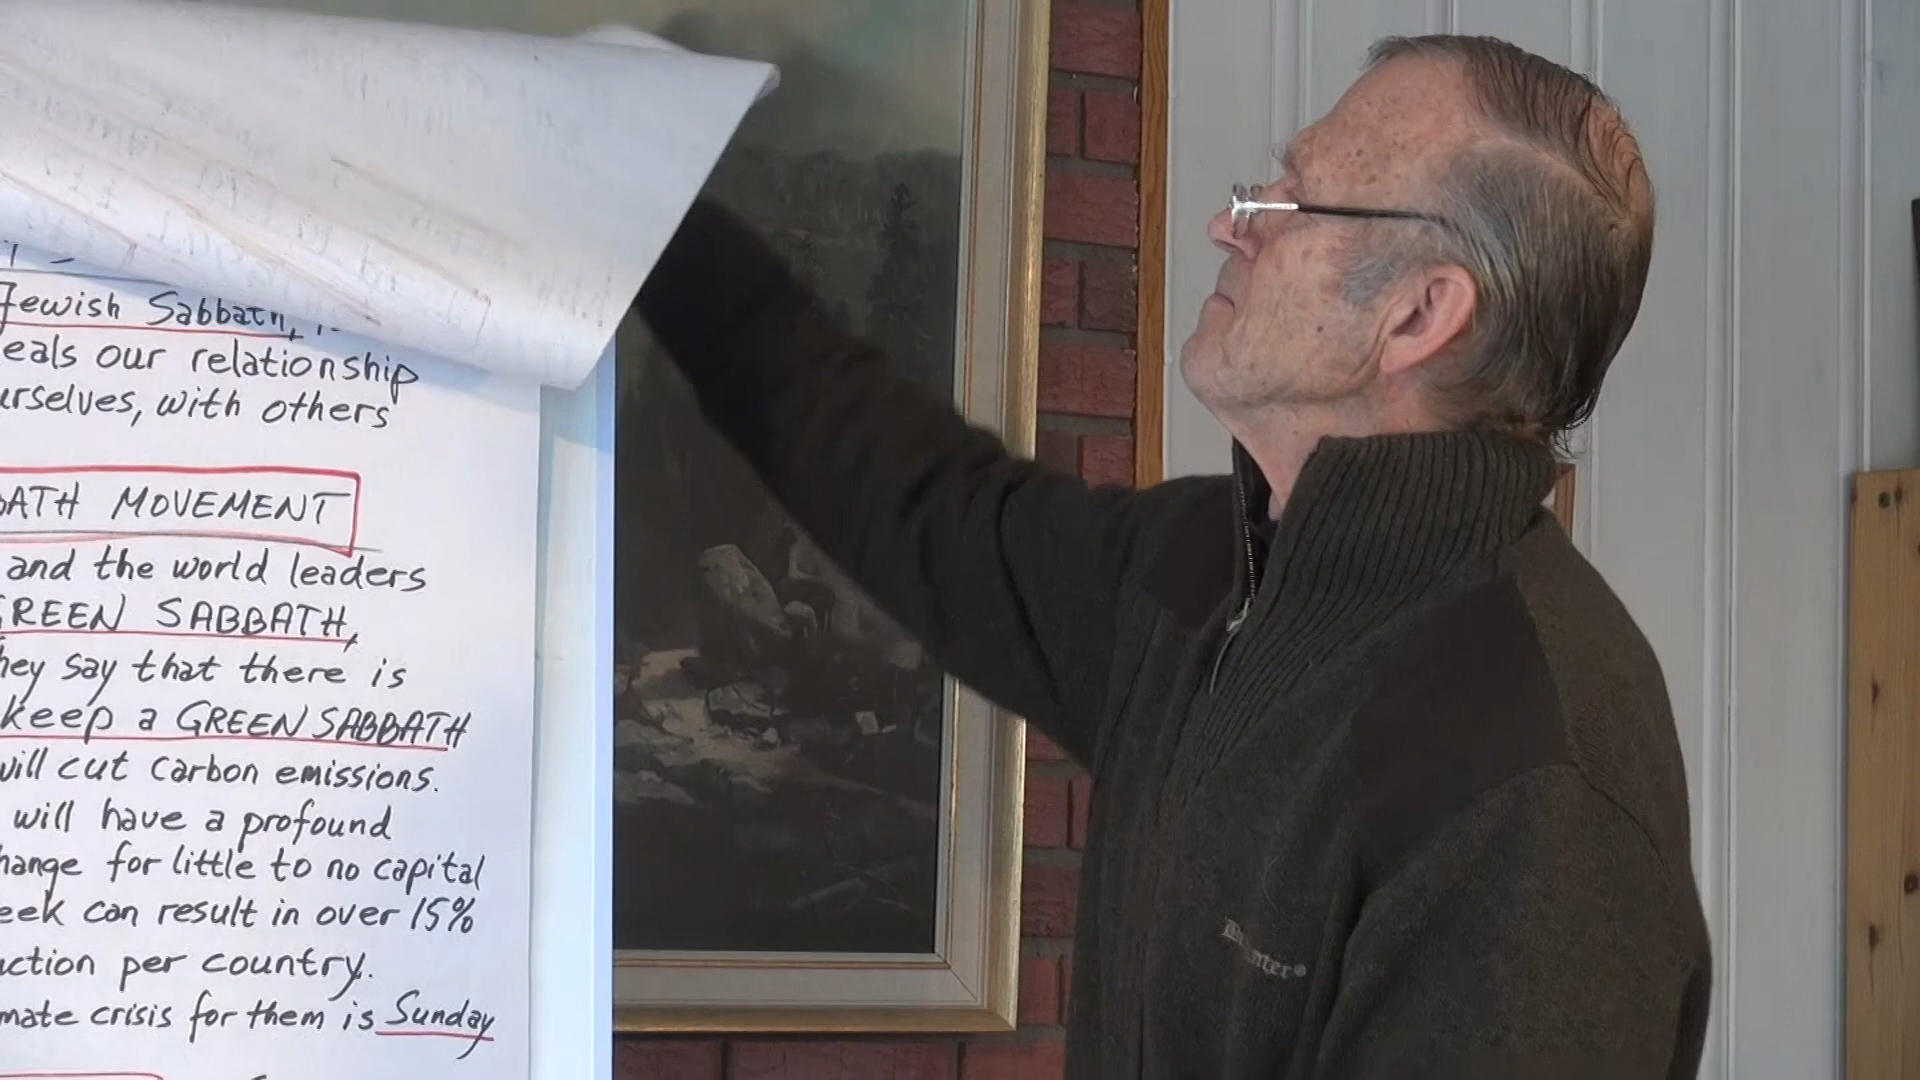 Jewish Sabbath,
eals our relationship
urselves, with others
BATH MOVEMENT
and the world leaders
GREEN SABBATH,
hey say that there is
keep a GREEN SABBATH
will cut carbon emissions.
will have a profound
hange for little to no capital
eek can result in over 15%
uction per country.
mate crisis for them is Sunday